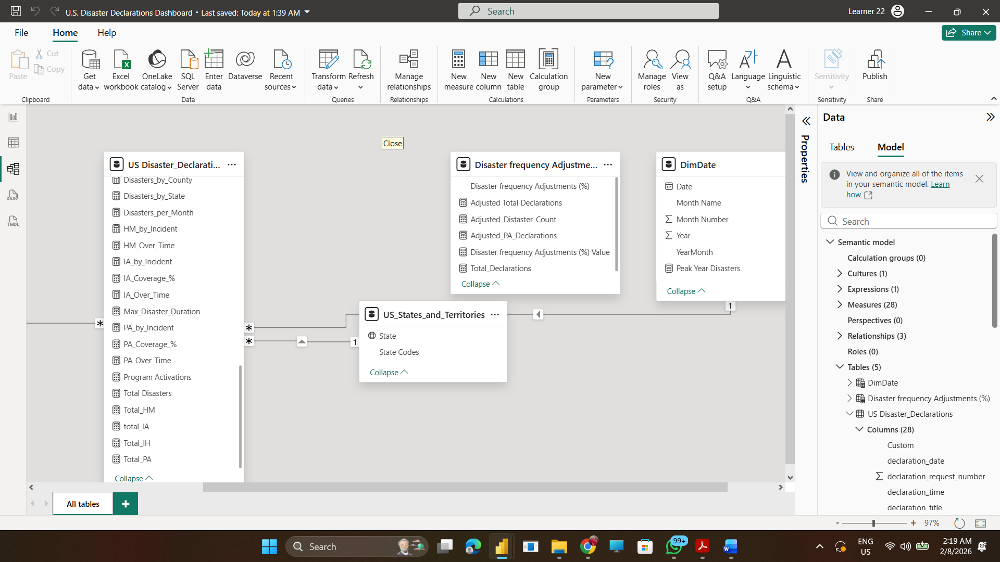 U.S. Disaster Declarations Dashboard • Last saved: Today at 1:39 AM
Search
Learner 22
File
Home
Help
Share
Paste
Cut
Copy
Clipboard
Get data
Excel workbook
OneLake catalog
SQL Server
Enter data
Dataverse
Recent sources
Data
Transform data
Refresh
Queries
Manage relationships
Relationships
New measure
New column
New table
Calculation group
Calculations
New parameter
Parameters
Manage roles
View as
Security
Q&A setup
Language
Linguistic schema
Q&A
Sensitivity
Sensitivity
Publish
Share
DAX
TMDL
Close
US Disaster_Declarati...
Disasters_by_County
Disasters_by_State
Disasters_per_Month
HM_by_Incident
HM_Over_Time
IA_by_Incident
IA_Coverage_%
IA_Over_Time
Max_Disaster_Duration
PA_by_Incident
PA_Coverage_%
PA_Over_Time
Program Activations
Total Disasters
Total_HM
total_IA
Total_IH
Total_PA
Collapse
*
*
*
1
US_States_and_Territories
State
State Codes
Collapse
Disaster frequency Adjustme...
Disaster frequency Adjustments (%)
Adjusted Total Declarations
Adjusted_Distaster_Count
Adjusted_PA_Declarations
Disaster frequency Adjustments (%) Value
Total_Declarations
Collapse
DimDate
Date
Month Name
Month Number
Year
YearMonth
Peak Year Disasters
Collapse
1
Properties
Data
Tables
Model
View and organize all of the items
in your semantic model. Learn
how
Search
Semantic model
Calculation groups (0)
Cultures (1)
Expressions (1)
Measures (28)
Perspectives (0)
Relationships (3)
Roles (0)
Tables (5)
DimDate
Disaster frequency Adjustments (%)
US Disaster_Declarations
Columns (28)
Custom
declaration_date
declaration_request_number
declaration_time
declaration_title
All tables
+
- + 97%
Search
99+
ENG
US
2:19 AM
2/8/2026